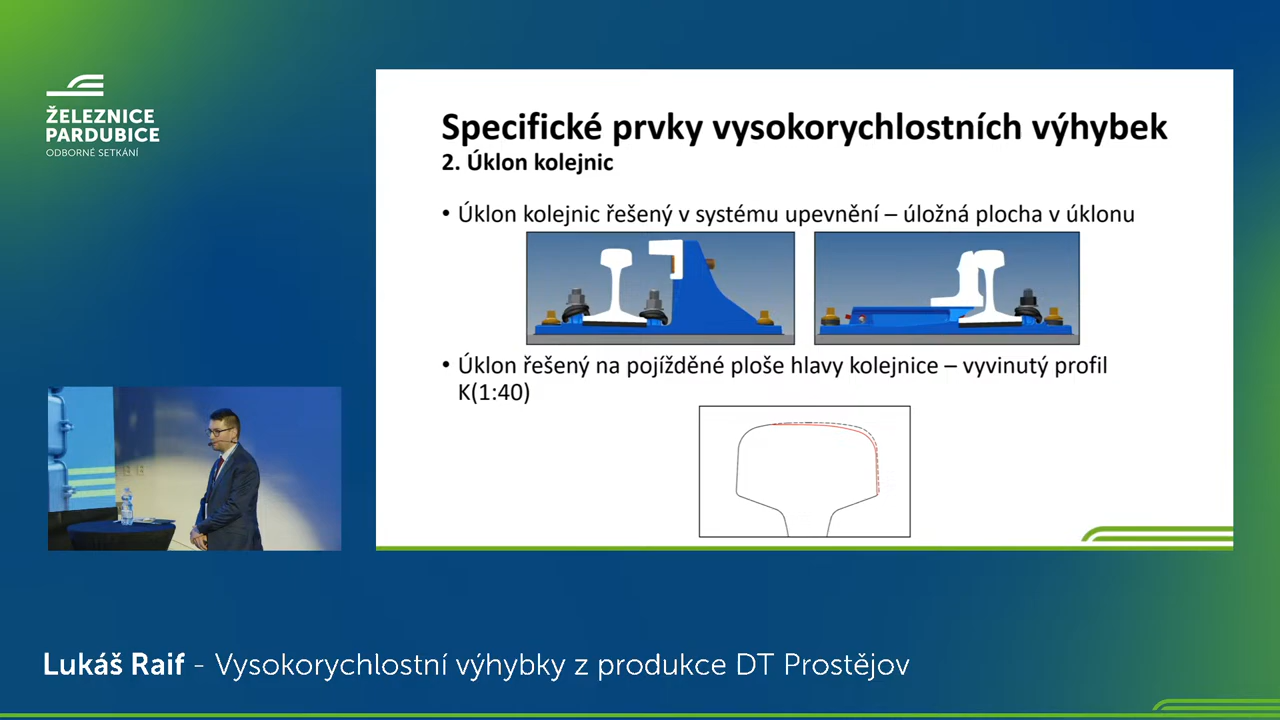 ŽELEZNICE
PARDUBICE
ODBORNÉ SETKÁNÍ
Specifické prvky vysokorychlostních výhybek
2. Úklon kolejnic
• Úklon kolejnic řešený v systému upevnění – úložná plocha v úklonu
• Úklon řešený na pojížděné ploše hlavy kolejnice – vyvinutý profil
K(1:40)
Lukáš Raif - Vysokorychlostní výhybky z produkce DT Prostějov